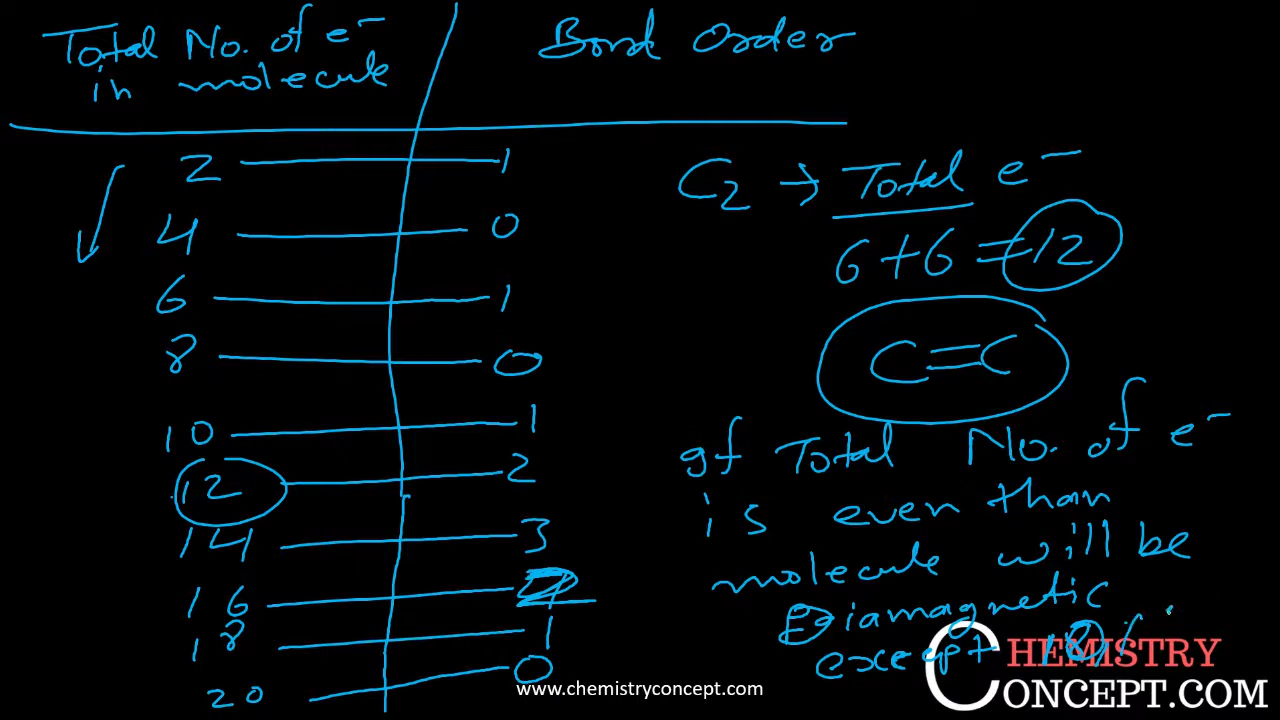 Total No. of e⁻ | Bond Order
in molecule
2 — 1
4 — 0
6 — 1
8 — 0
10 — 1
12 — 2
14 — 3
16 —
18 — 1
20 — 0
C₂ → Total e⁻
6+6=12
C=C
gf Total No. of e⁻
is even than
molecule will be
Diamagnetic
except
CHEMISTRY
CONCEPT.COM
www.chemistryconcept.com